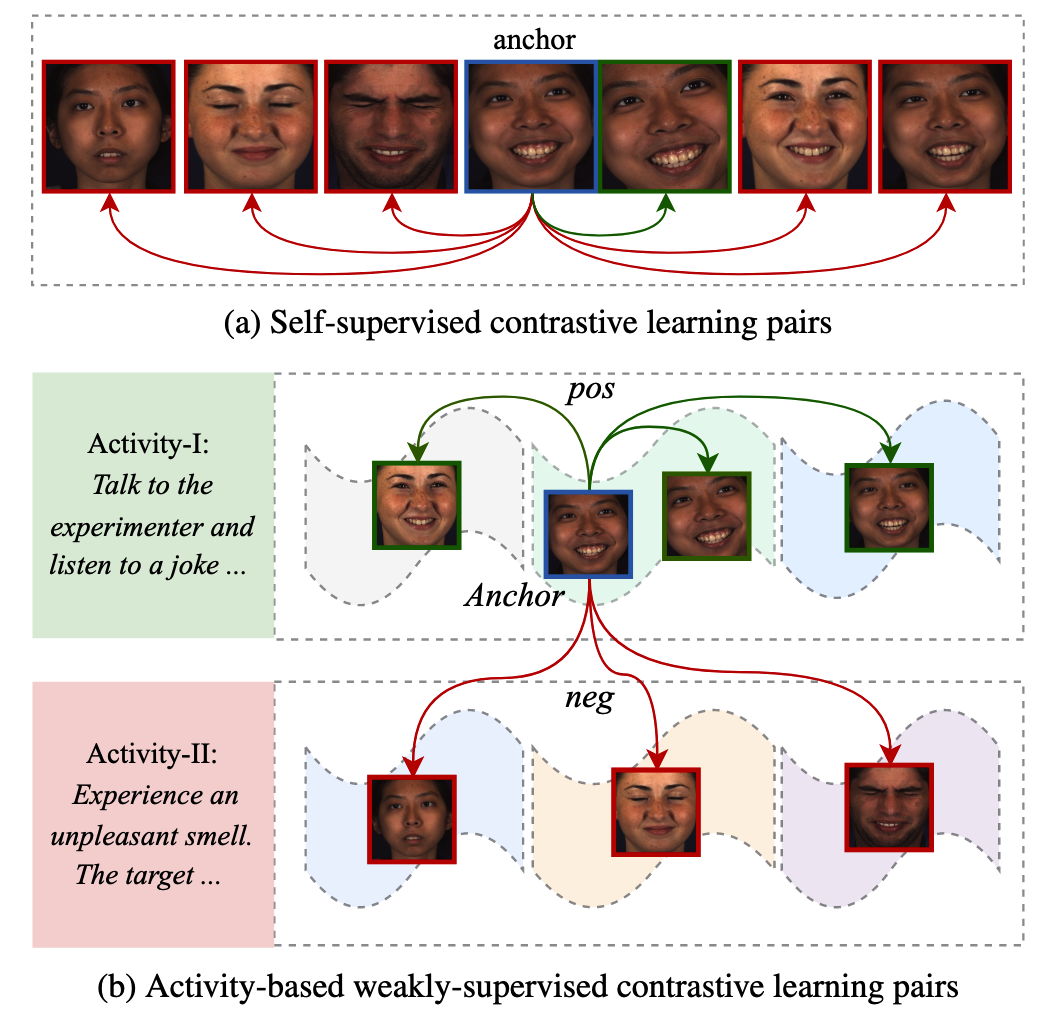 anchor
(a) Self-supervised contrastive learning pairs
pos
Activity-I:
Talk to the
experimenter and
listen to a joke ...
Anchor
neg
Activity-II:
Experience an
unpleasant smell.
The target ...
(b) Activity-based weakly-supervised contrastive learning pairs